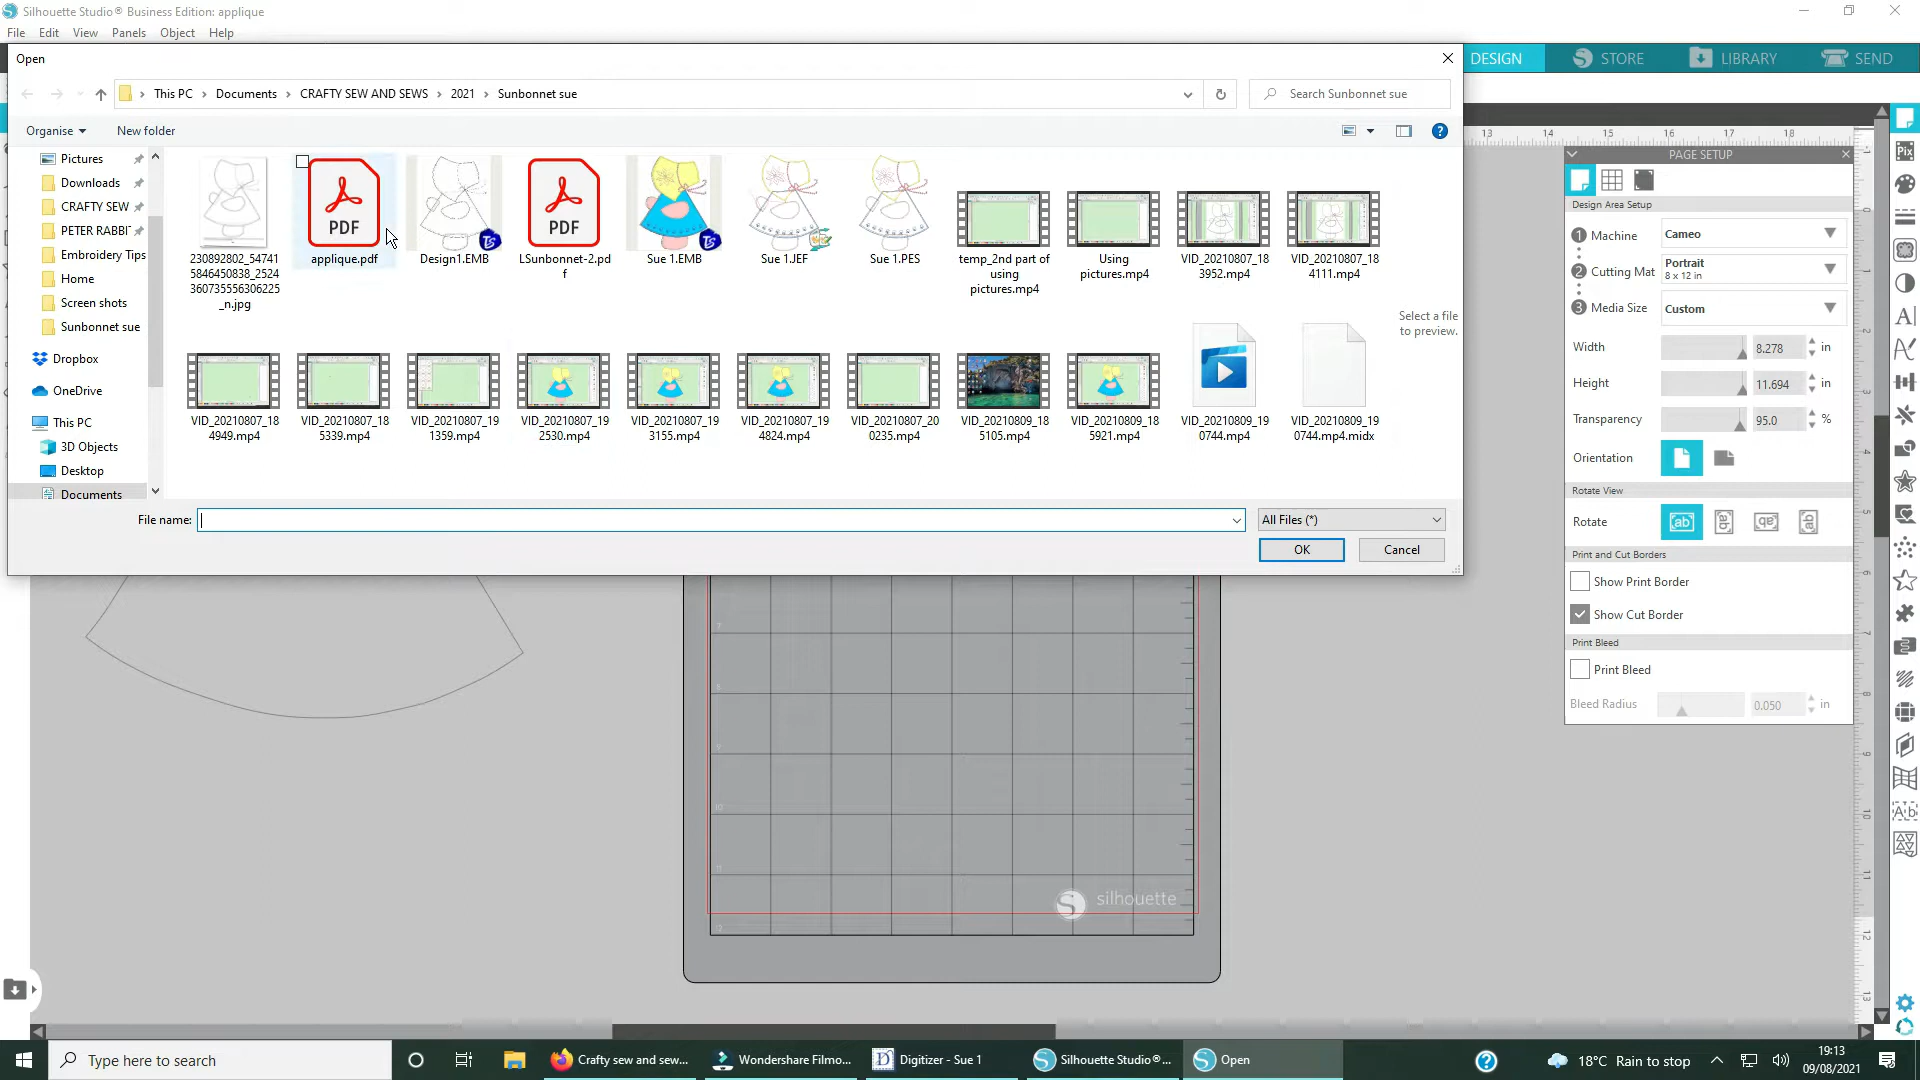 Silhouette Studio® Business Edition: applique
File Edit View Panels Object Help
Open
DESIGN STORE LIBRARY SEND
This PC › Documents › CRAFTY SEW AND SEWS › 2021 › Sunbonnet sue
Search Sunbonnet sue
Organise New folder
Pictures
Downloads
CRAFTY SEW
PETER RABBIT
Embroidery Tips
Home
Screen shots
Sunbonnet sue
Dropbox
OneDrive
This PC
3D Objects
Desktop
Documents
230892802_54741
5846450838_2524
360735556306225
_n.jpg
PDF
applique.pdf
Design1.EMB
PDF
LSunbonnet-2.pd
f
Sue 1.EMB
Sue 1.JEF
Sue 1.PES
temp_2nd part of
using
pictures.mp4
Using
pictures.mp4
VID_20210807_18
3952.mp4
VID_20210807_18
4111.mp4
VID_20210807_18
4949.mp4
VID_20210807_18
5339.mp4
VID_20210807_19
1359.mp4
VID_20210807_19
2530.mp4
VID_20210807_19
3155.mp4
VID_20210807_19
4824.mp4
VID_20210807_20
0235.mp4
VID_20210809_18
5105.mp4
VID_20210809_18
5921.mp4
VID_20210809_19
0744.mp4
VID_20210809_19
0744.mp4.midx
Select a file
to preview.
File name:
All Files (*)
OK Cancel
13 14 15 16 17 18
PAGE SETUP
Design Area Setup
1 Machine Cameo
2 Cutting Mat Portrait
8 x 12 in
3 Media Size Custom
Width 8.278 in
Height 11.694 in
Transparency 95.0 %
Orientation
Rotate View
Rotate
Print and Cut Borders
Show Print Border
Show Cut Border
Print Bleed
Print Bleed
Bleed Radius 0.050 in
silhouette
Type here to search
Crafty sew and sew...
Wondershare Filmo...
Digitizer - Sue 1
Silhouette Studio®...
Open
18°C Rain to stop
19:13
09/08/2021